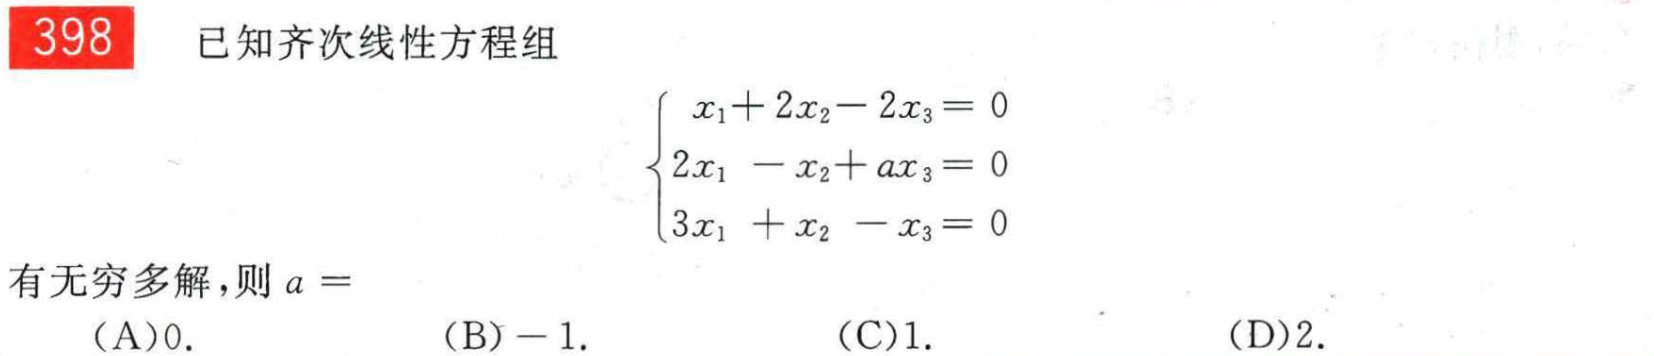 398 已知齐次线性方程组
x₁+2x₂-2x₃=0
2x₁-x₂+ax₃=0
3x₁+x₂-x₃=0
有无穷多解,则 a =
(A)0. (B)-1. (C)1. (D)2.